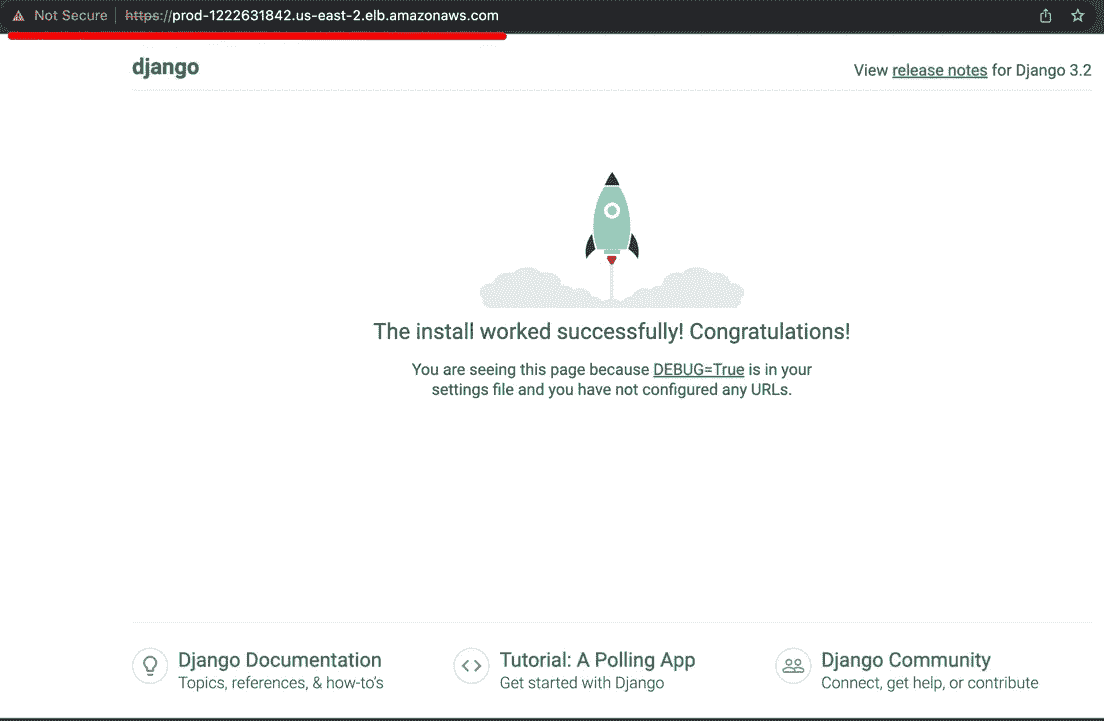 Not Secure | https://prod-1222631842.us-east-2.elb.amazonaws.com
django
View release notes for Django 3.2
The install worked successfully! Congratulations!
You are seeing this page because DEBUG=True is in your
settings file and you have not configured any URLs.
Django Documentation
Topics, references, & how-to's
Tutorial: A Polling App
Get started with Django
Django Community
Connect, get help, or contribute